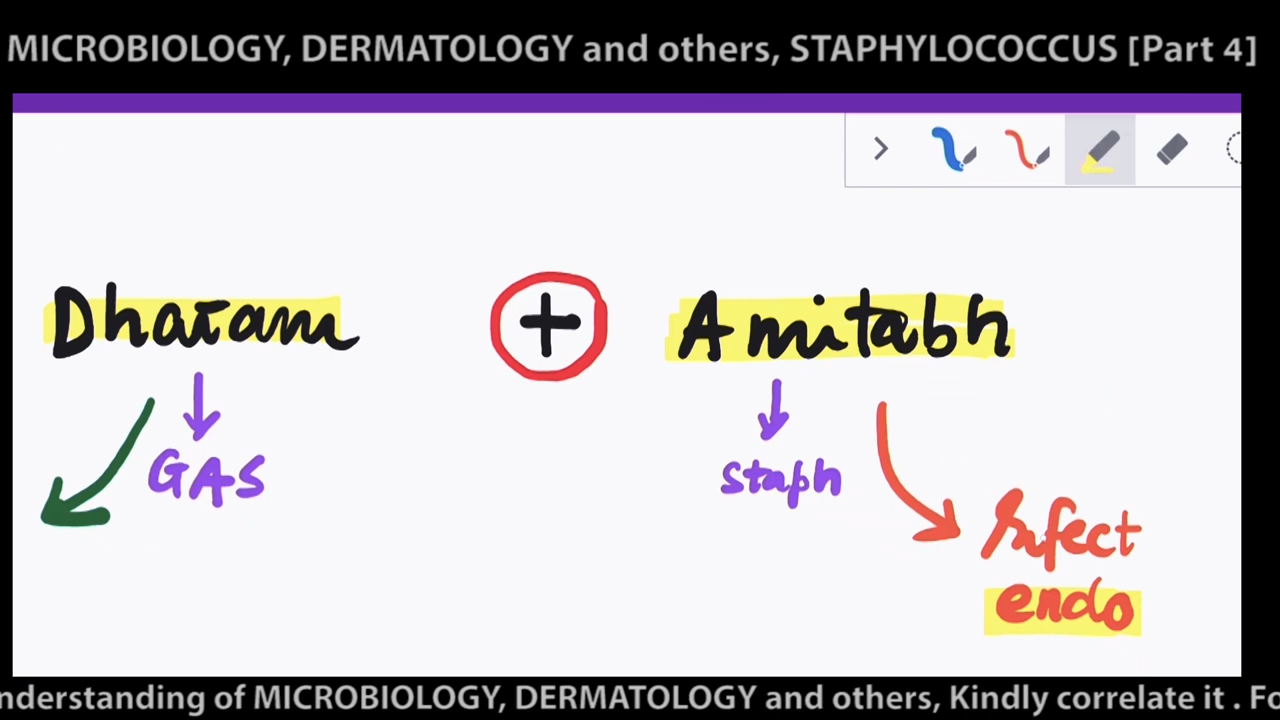 MICROBIOLOGY, DERMATOLOGY and others, STAPHYLOCOCCUS [Part 4]
Dharam + Amitabh
GAS
staph
Infect
endo
nderstanding of MICROBIOLOGY, DERMATOLOGY and others, Kindly correlate it . Fo